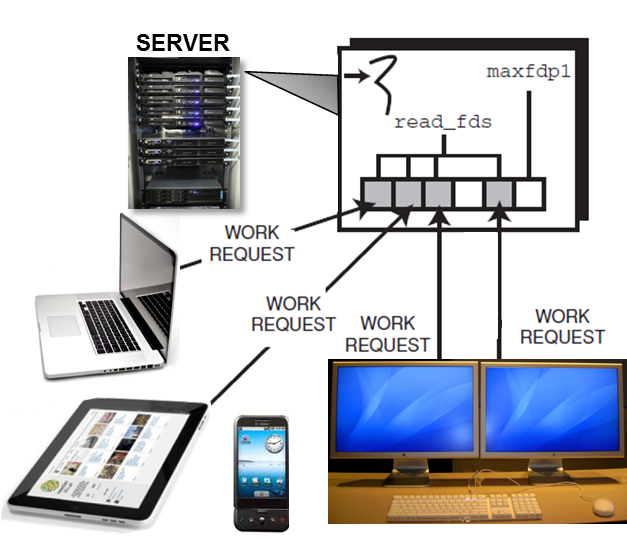 SERVER
maxfdp1
read_fds
WORK
REQUEST
WORK
REQUEST
WORK
REQUEST
WORK
REQUEST